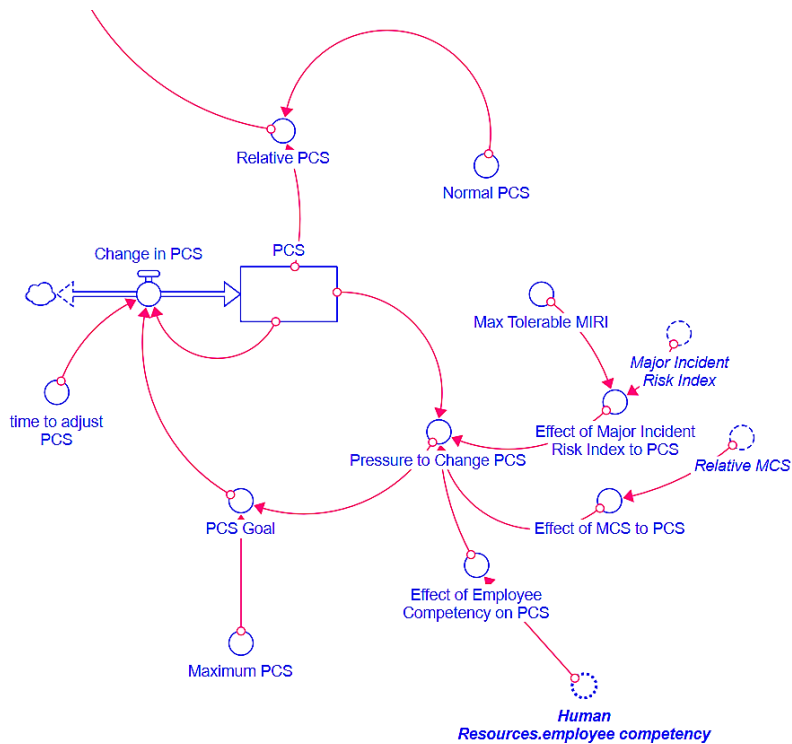 Relative PCS
Normal PCS
Change in PCS
PCS
Max Tolerable MIRI
Major Incident
Risk Index
time to adjust
PCS
Effect of Major Incident
Risk Index to PCS
Pressure to Change PCS
Relative MCS
PCS Goal
Effect of MCS to PCS
Effect of Employee
Competency on PCS
Maximum PCS
Human
Resources.employee competency